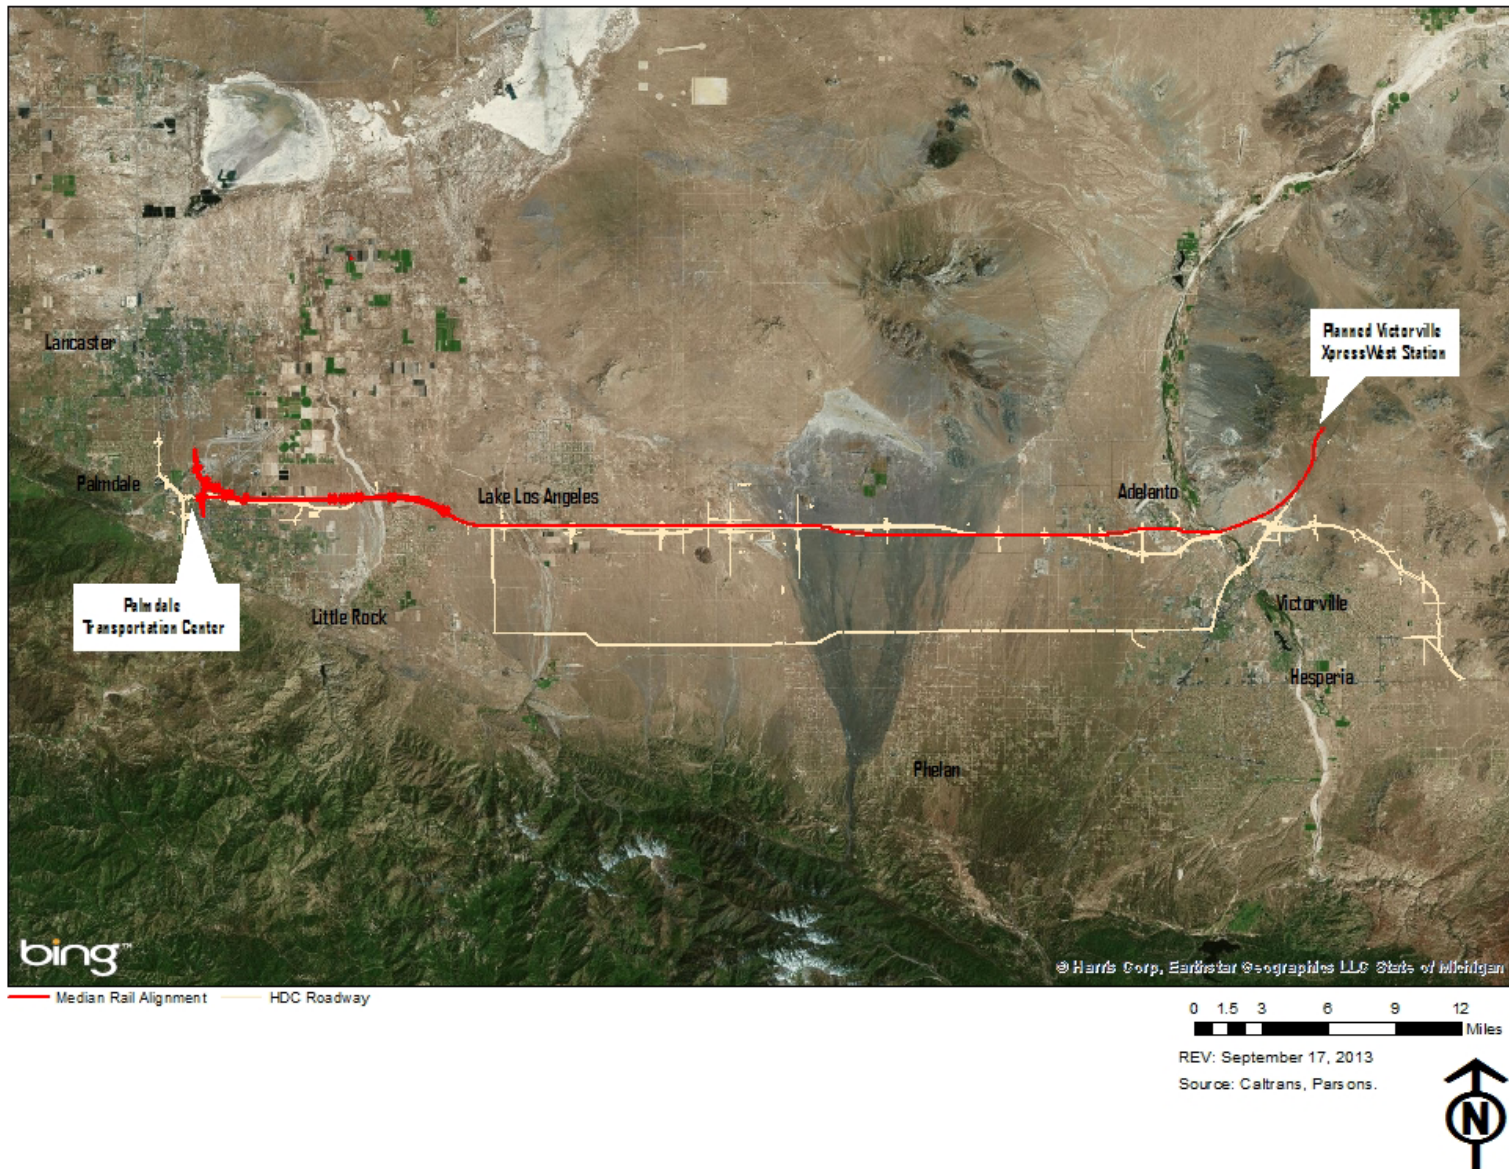 Lancaster
Planned Victorville
XpressWest Station
Palmdale
Lake Los Angeles
Adelanto
Palmdale
Transportation Center
Little Rock
Victorville
Hesperia
Phelan
bing™
© Harris Corp, Earthstar Geographics LLC State of Michigan
Median Rail Alignment HDC Roadway
0 1.5 3 6 9 12
Miles
REV: September 17, 2013
Source: Caltrans, Parsons.
N